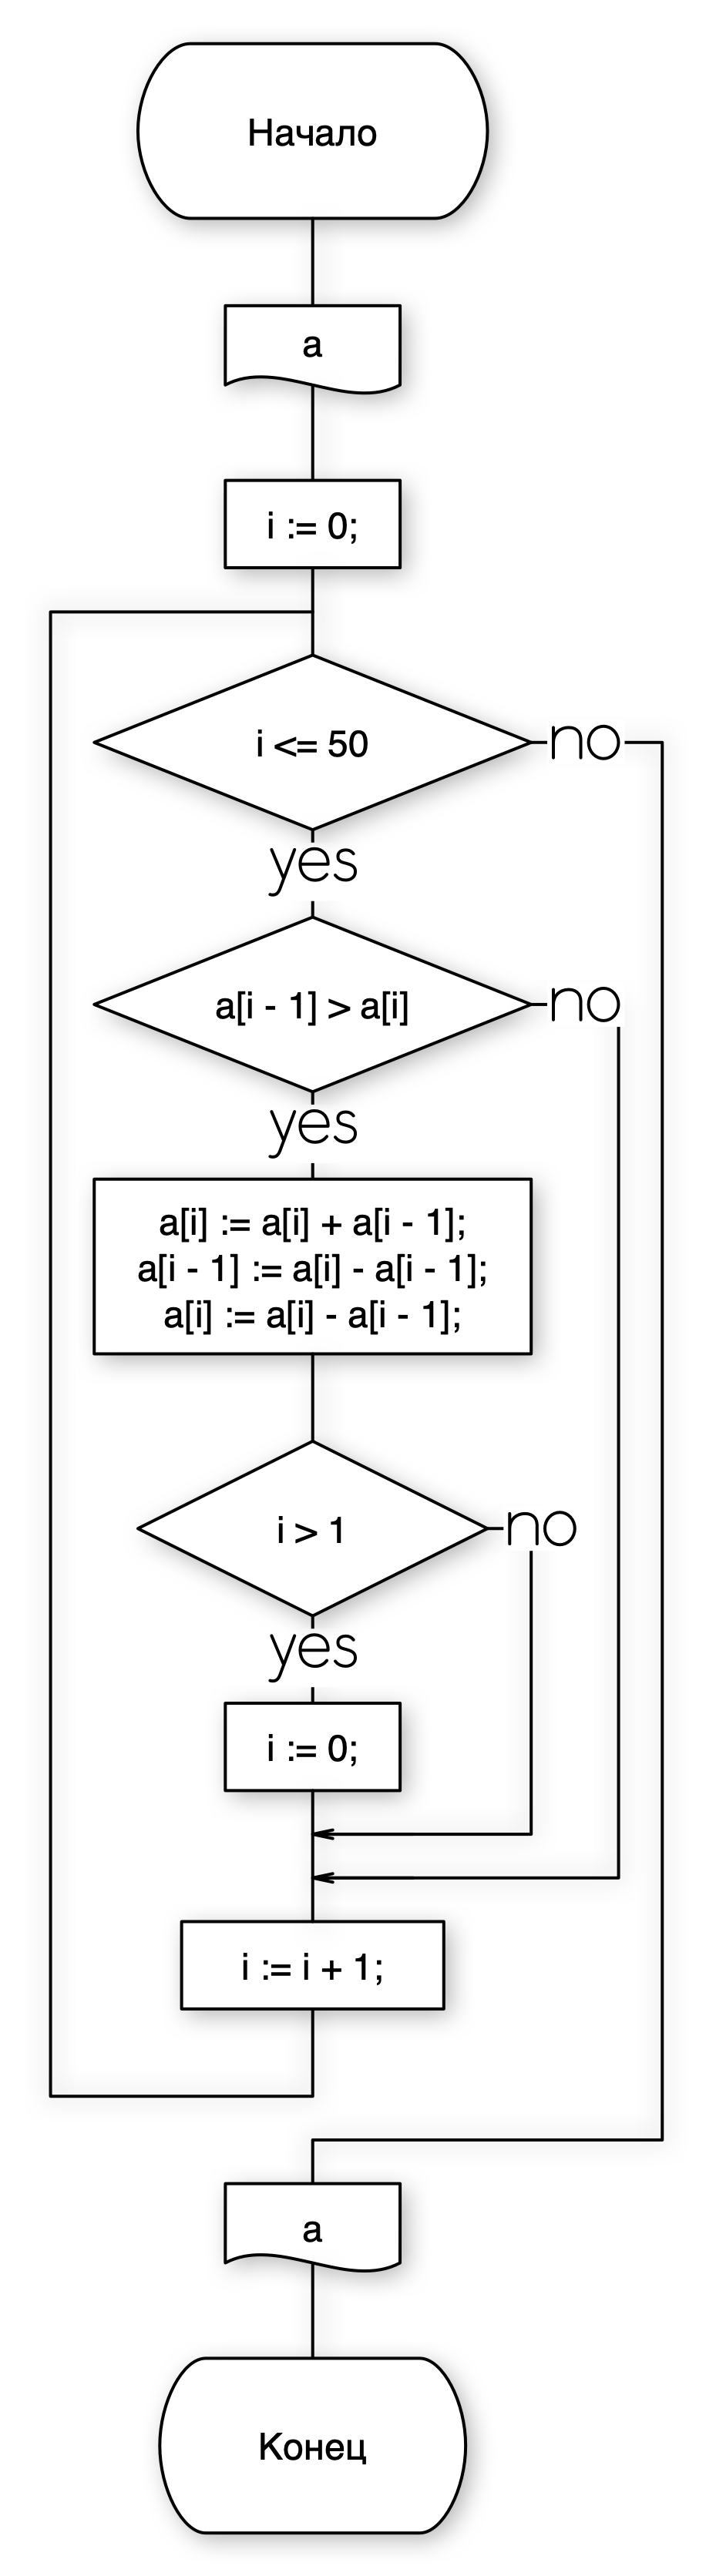 Начало
a
i := 0;
i <= 50
no
yes
a[i - 1] > a[i]
no
yes
a[i] := a[i] + a[i - 1];
a[i - 1] := a[i] - a[i - 1];
a[i] := a[i] - a[i - 1];
i > 1
no
yes
i := 0;
i := i + 1;
a
Конец